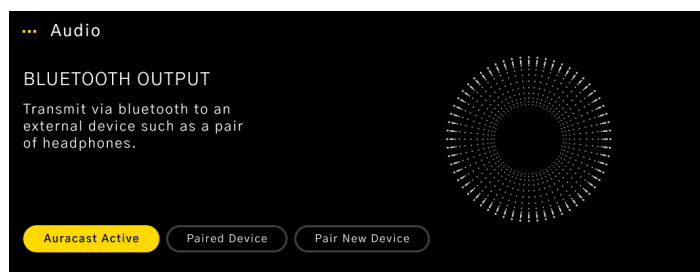 Audio
BLUETOOTH OUTPUT
Transmit via bluetooth to an
external device such as a pair
of headphones.
Auracast Active
Paired Device
Pair New Device